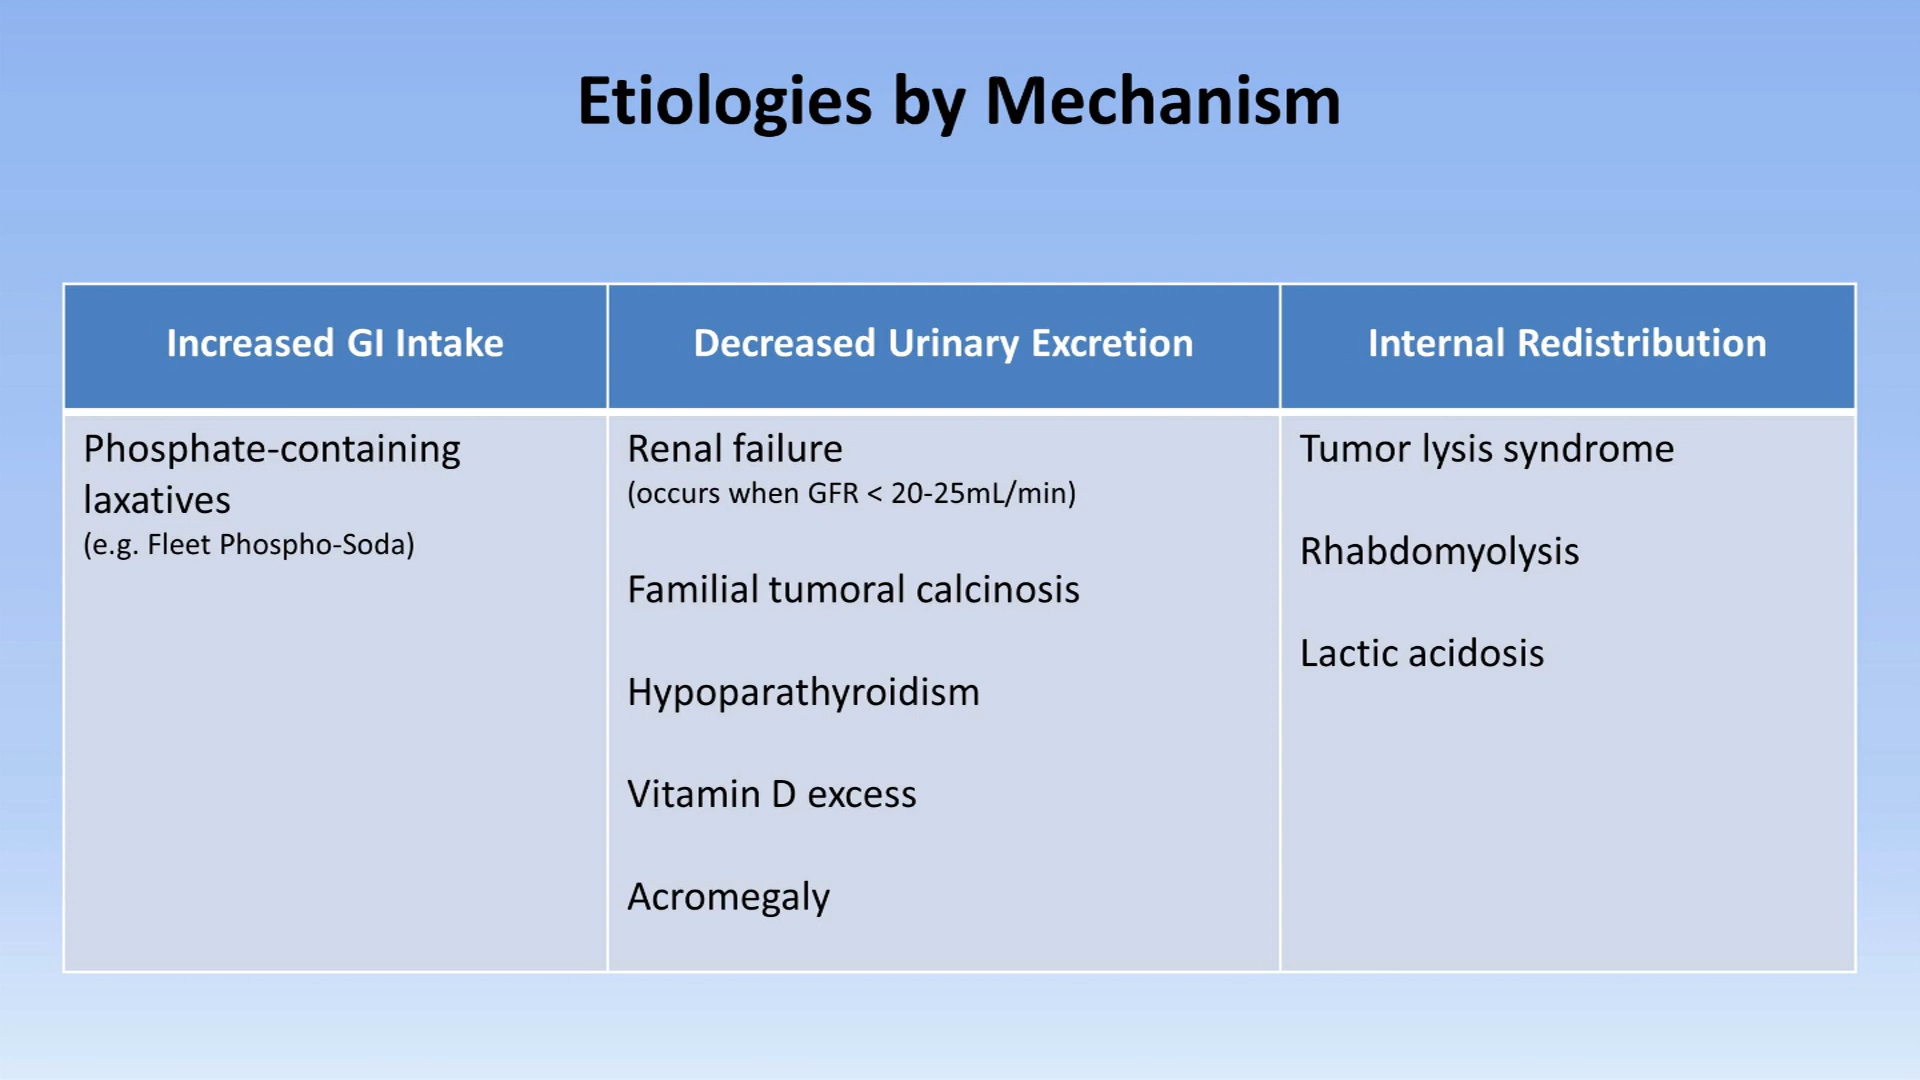 Etiologies by Mechanism
Increased GI Intake
Decreased Urinary Excretion
Internal Redistribution
Phosphate-containing
laxatives
(e.g. Fleet Phospho-Soda)
Renal failure
(occurs when GFR < 20-25mL/min)
Familial tumoral calcinosis
Hypoparathyroidism
Vitamin D excess
Acromegaly
Tumor lysis syndrome
Rhabdomyolysis
Lactic acidosis